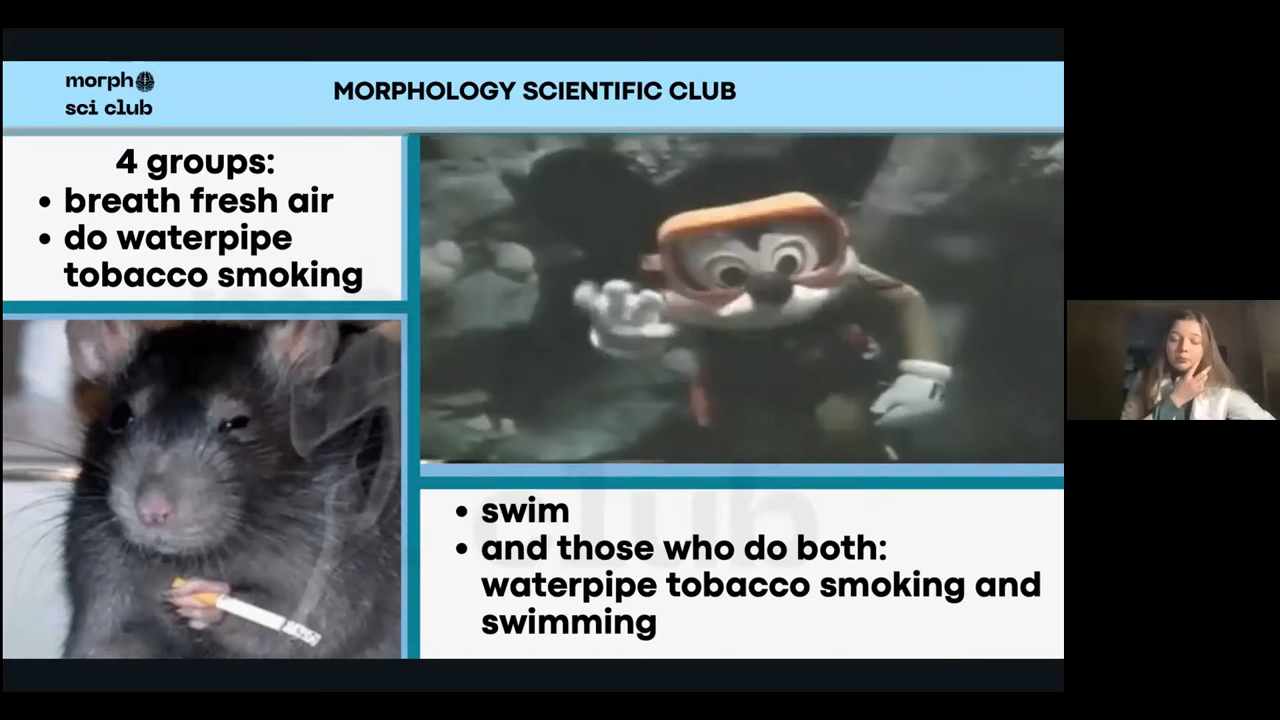 morph
sci club
MORPHOLOGY SCIENTIFIC CLUB
4 groups:
• breath fresh air
• do waterpipe
tobacco smoking
• swim
• and those who do both:
waterpipe tobacco smoking and
swimming
club